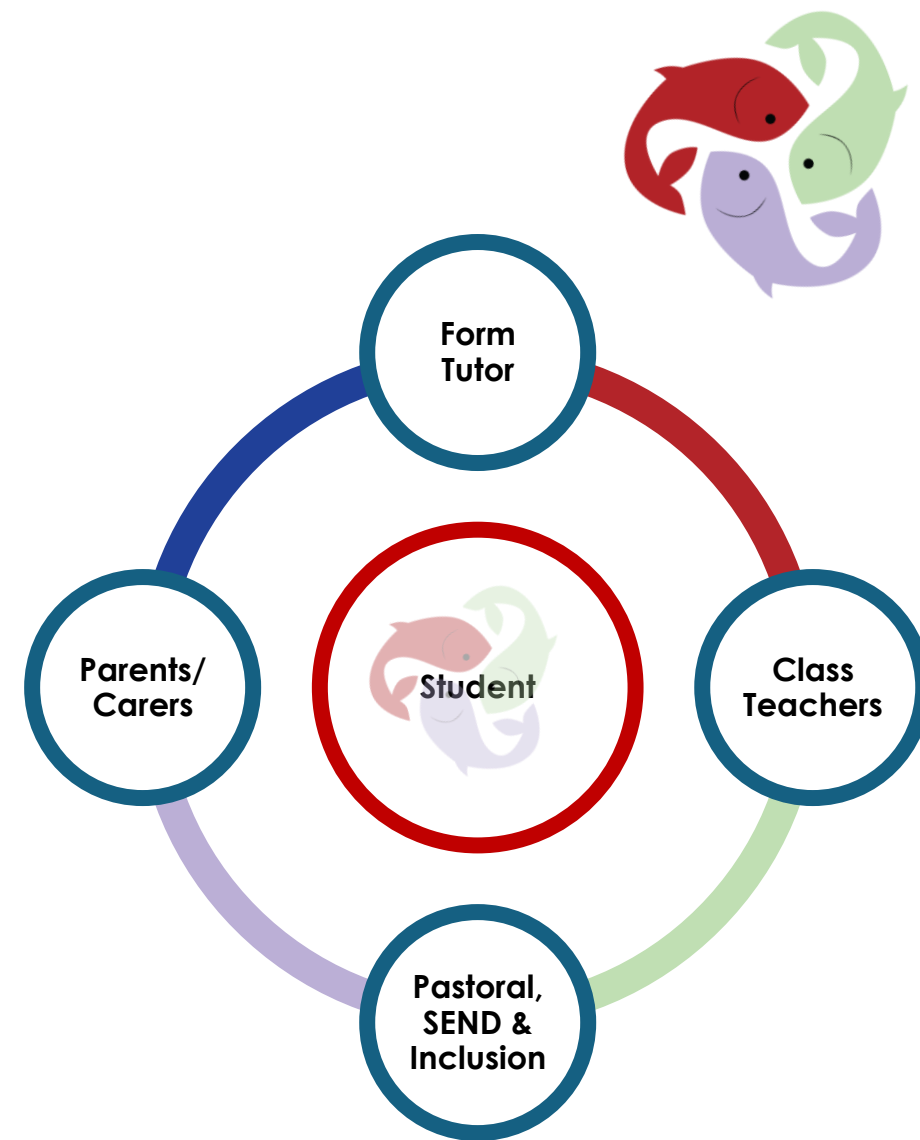 Form
Tutor
Parents/
Carers
Student
Class
Teachers
Pastoral,
SEND &
Inclusion